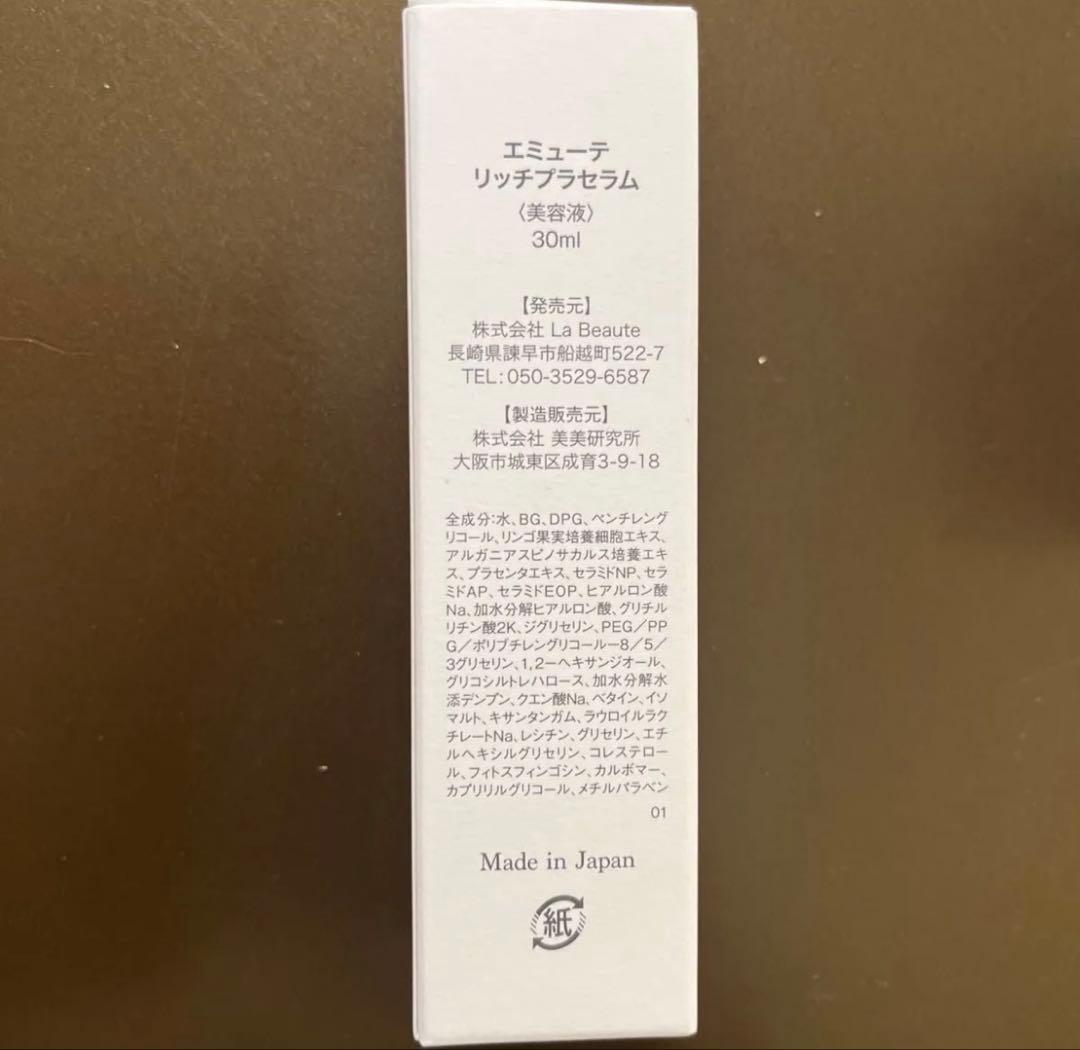 エミューテ
リッチプラセラム
〈美容液〉
30ml
【発売元】
株式会社 La Beaute
長崎県諫早市船越町522-7
TEL:050-3529-6587
【製造販売元】
株式会社 美美研究所
大阪市城東区成育3-9-18
全成分:水、BG、DPG、ペンチレング
リコール、リンゴ果実培養細胞エキス、
アルガニアスピノサカルス培養エキ
ス、プラセンタエキス、セラミドNP、セラ
ミドAP、セラミドEOP、ヒアルロン酸
Na、加水分解ヒアルロン酸、グリチル
リチン酸2K、ジグリセリン、PEG／PP
G／ポリブチレングリコールー8／5／
3グリセリン、1,2ーヘキサンジオール、
グリコシルトレハロース、加水分解水
添デンプン、クエン酸Na、ベタイン、イソ
マルト、キサンタンガム、ラウロイルラク
チレートNa、レシチン、グリセリン、エチ
ルヘキシルグリセリン、コレステロー
ル、フィトスフィンゴシン、カルボマー、
カプリリルグリコール、メチルパラベン
01
Made in Japan
紙